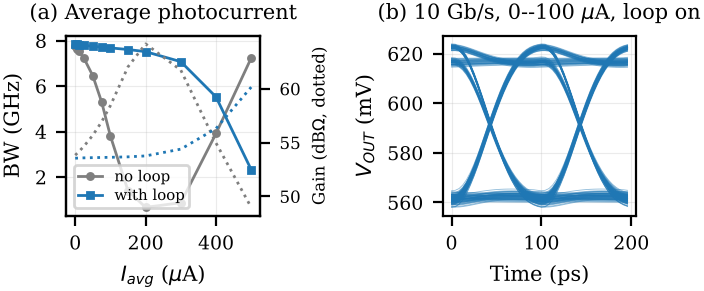 (a) Average photocurrent
8
6
4
2
BW (GHz)
60
55
50
Gain (dBΩ, dotted)
no loop
with loop
0
200
400
I_avg (μA)
(b) 10 Gb/s, 0--100 μA, loop on
620
600
580
560
V_OUT (mV)
0
100
200
Time (ps)